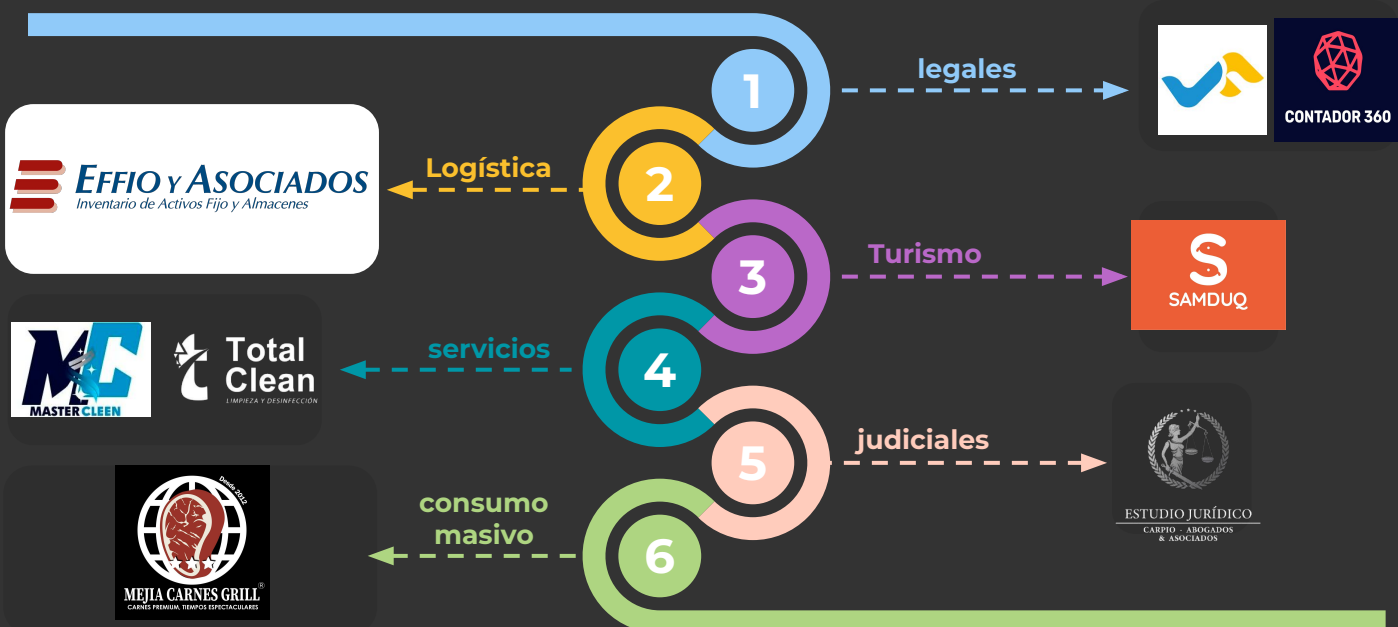 1
legales
CONTADOR 360
EFFIO Y ASOCIADOS
Inventario de Activos Fijo y Almacenes
Logística
2
3
Turismo
SAMDUQ
MC
MASTER CLEEN
Total
Clean
LIMPIEZA Y DESINFECCIÓN
servicios
4
5
judiciales
ESTUDIO JURÍDICO
CARPIO - ABOGADOS
& ASOCIADOS
Desde 2012
MEJIA CARNES GRILL®
CARNES PREMIUM, TIEMPOS ESPECTACULARES
consumo
masivo
6